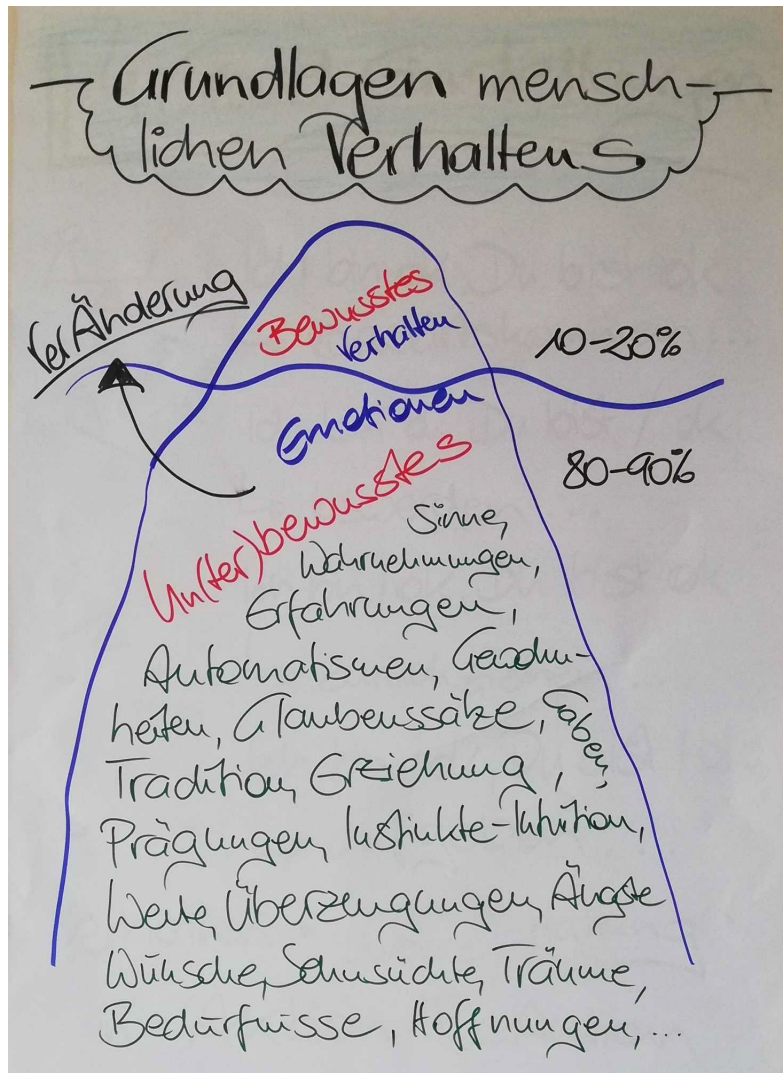 Grundlagen mensch-
lichen Verhaltens
VerÄnderung
Bewusstes
Verhalten
10-20%
Emotionen
80-90%
Un(ter)bewusstes
Sinne,
Wahrnehmungen,
Erfahrungen,
Automatismen, Gewohn-
heiten, Glaubenssätze, Gaben,
Tradition, Erziehung,
Prägungen, Instinkte-Intuition,
Werte, Überzeugungen, Ängste
Wünsche, Sehnsüchte, Träume,
Bedürfnisse, Hoffnungen,...